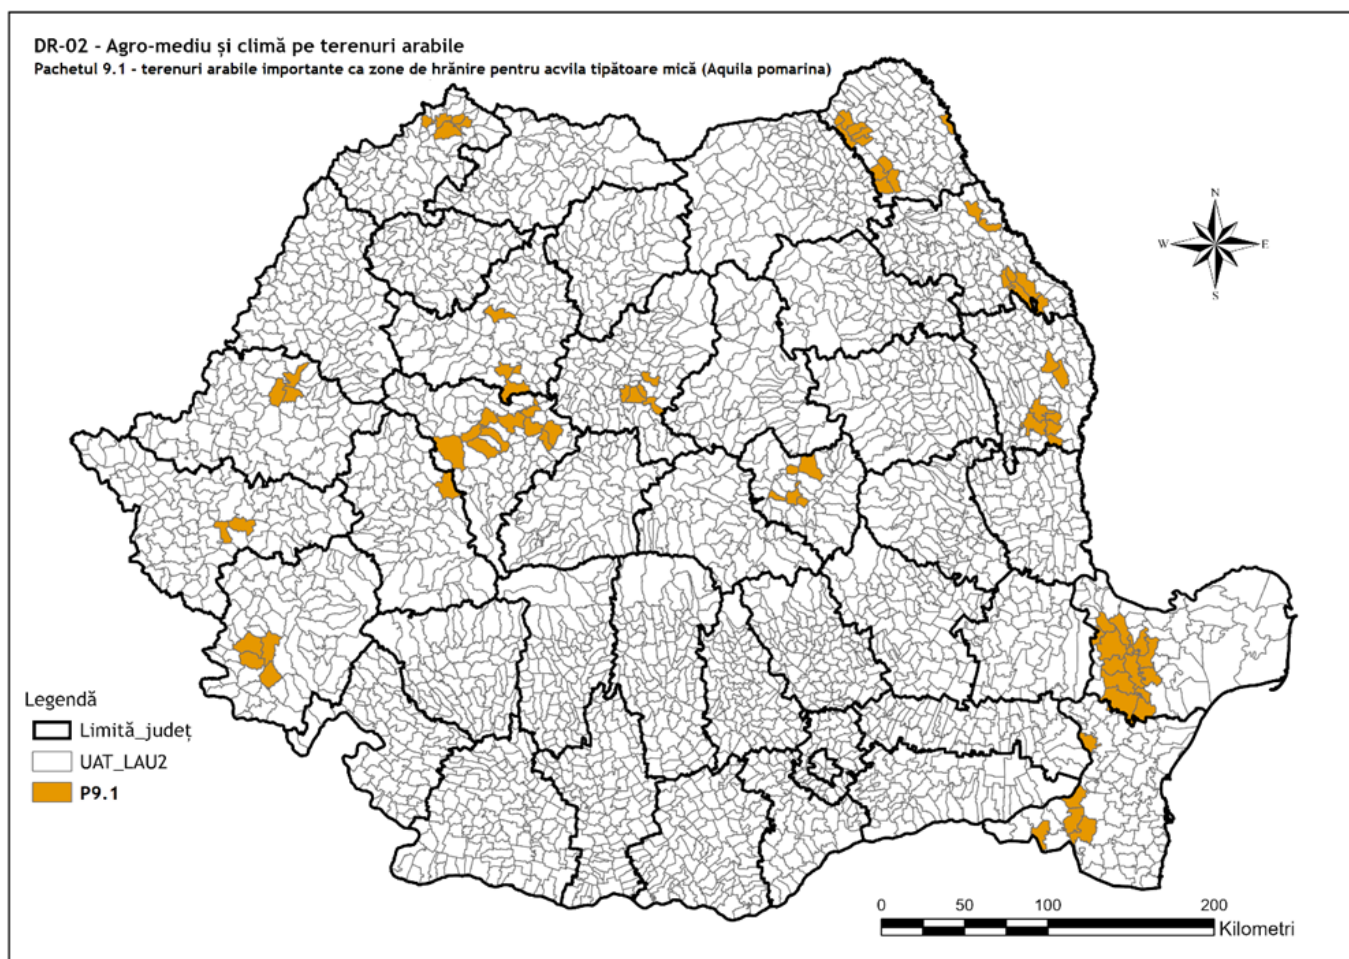 DR-02 - Agro-mediu și climă pe terenuri arabile
Pachetul 9.1 - terenuri arabile importante ca zone de hrănire pentru acvila țipătoare mică (Aquila pomarina)
N
W E
S
Legendă
Limită_județ
UAT_LAU2
P9.1
0 50 100 200
Kilometri